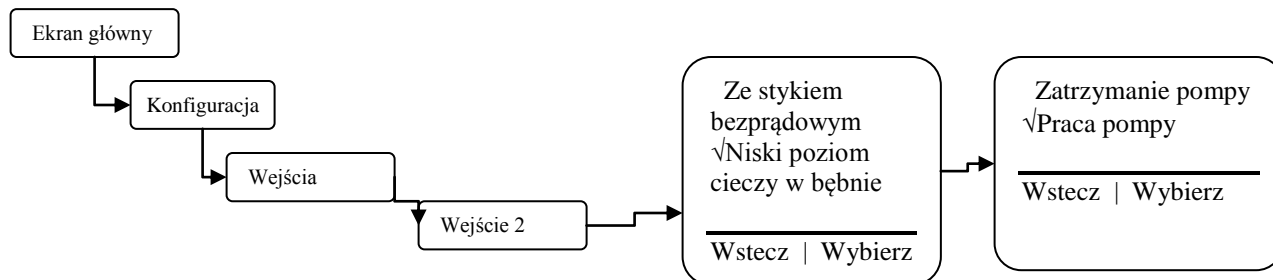 Ekran główny
Konfiguracja
Wejścia
Wejście 2
Ze stykiem
bezprądowym
√Niski poziom
cieczy w bębnie
Wstecz | Wybierz
Zatrzymanie pompy
√Praca pompy
Wstecz | Wybierz